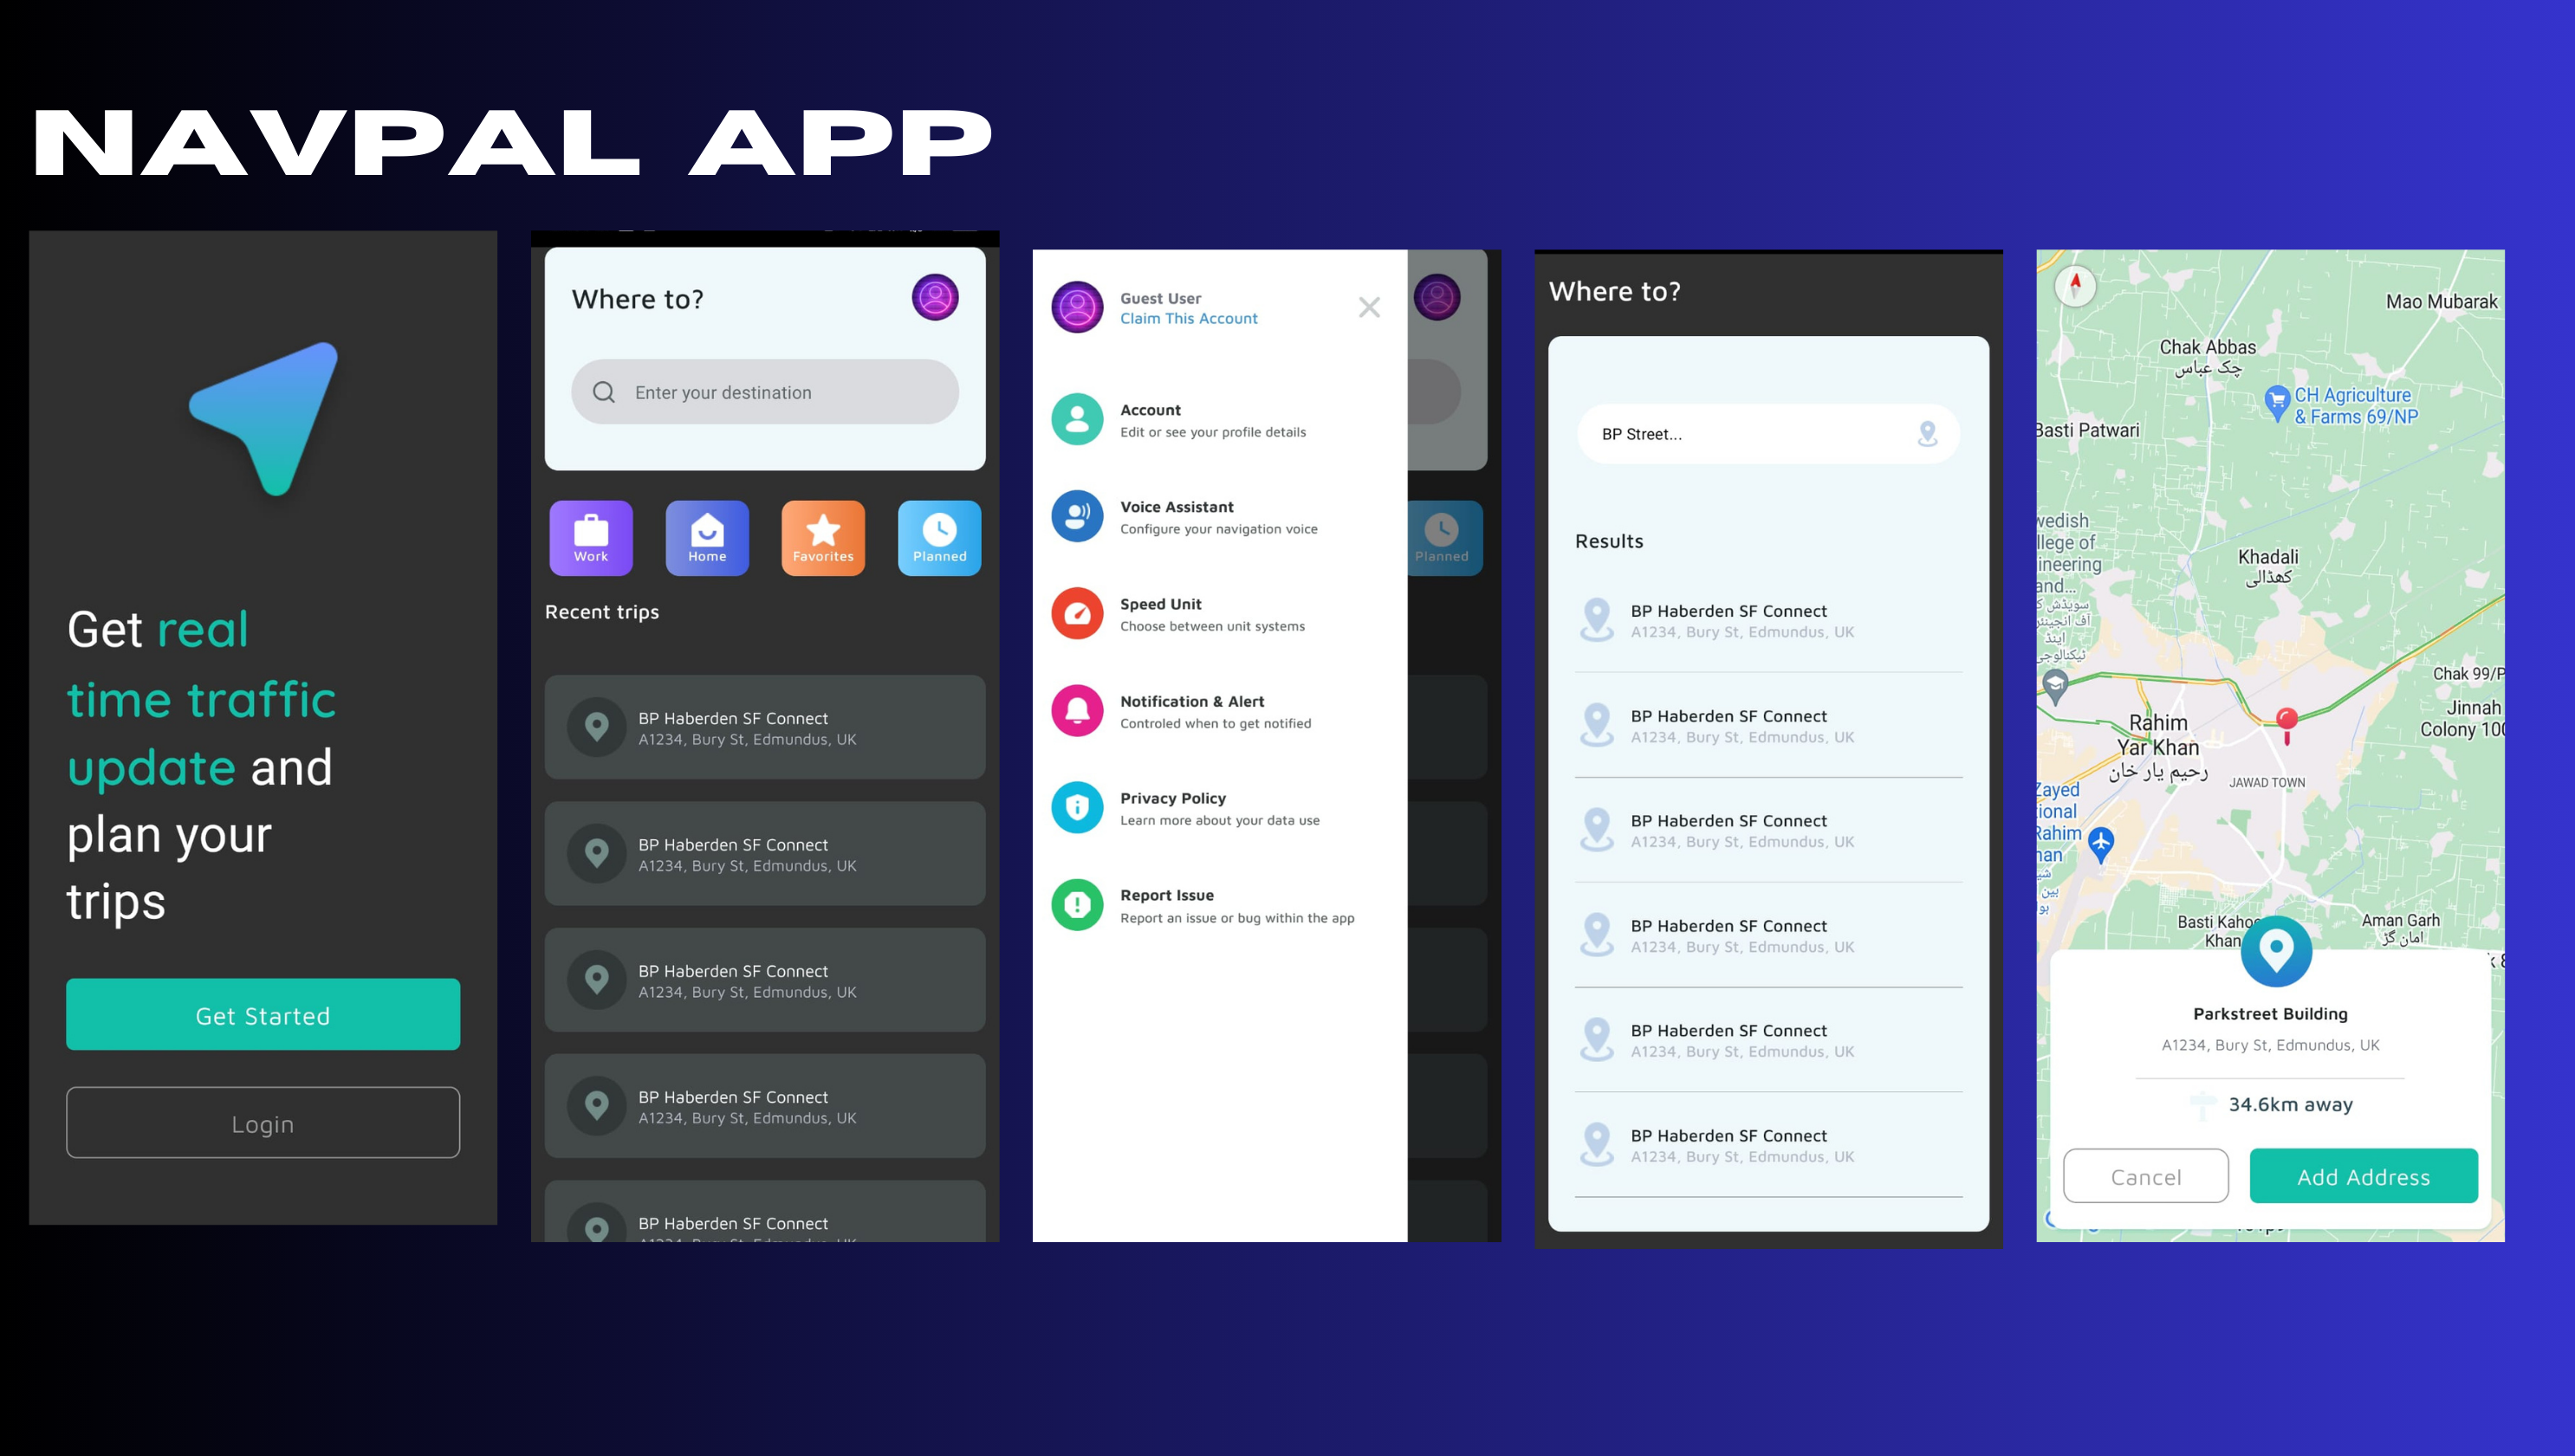 NAVPAL APP
Get real
time traffic
update and
plan your
trips
Get Started
Login
Where to?
Enter your destination
Work
Home
Favorites
Planned
Recent trips
BP Haberden SF Connect
A1234, Bury St, Edmundus, UK
BP Haberden SF Connect
A1234, Bury St, Edmundus, UK
BP Haberden SF Connect
A1234, Bury St, Edmundus, UK
BP Haberden SF Connect
A1234, Bury St, Edmundus, UK
BP Haberden SF Connect
Guest User
Claim This Account
Account
Edit or see your profile details
Voice Assistant
Configure your navigation voice
Speed Unit
Choose between unit systems
Notification & Alert
Controled when to get notified
Privacy Policy
Learn more about your data use
Report Issue
Report an issue or bug within the app
Planned
Where to?
BP Street...
Results
BP Haberden SF Connect
A1234, Bury St, Edmundus, UK
BP Haberden SF Connect
A1234, Bury St, Edmundus, UK
BP Haberden SF Connect
A1234, Bury St, Edmundus, UK
BP Haberden SF Connect
A1234, Bury St, Edmundus, UK
BP Haberden SF Connect
A1234, Bury St, Edmundus, UK
BP Haberden SF Connect
A1234, Bury St, Edmundus, UK
Mao Mubarak
Chak Abbas
چک عباس
CH Agriculture
& Farms 69/NP
Basti Patwari
wedish
llege of
ineering
and...
Khadali
کھڈالی
Chak 99/P
Jinnah
Colony 100
Rahim
Yar Khan
رحیم یار خان
JAWAD TOWN
Zayed
ional
Rahim
han
Basti Kaho
Khan
Aman Garh
امان گڑ
Parkstreet Building
A1234, Bury St, Edmundus, UK
34.6km away
Cancel
Add Address